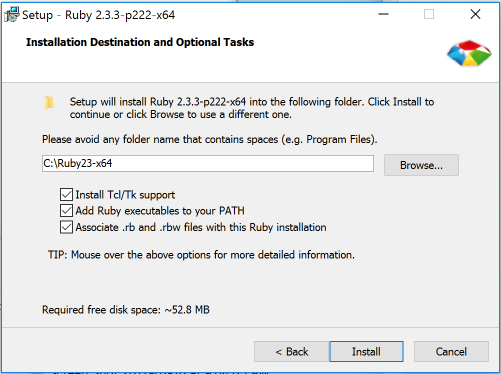 Setup - Ruby 2.3.3-p222-x64
Installation Destination and Optional Tasks
Setup will install Ruby 2.3.3-p222-x64 into the following folder. Click Install to
continue or click Browse to use a different one.
Please avoid any folder name that contains spaces (e.g. Program Files).
C:\Ruby23-x64
Browse...
Install Tcl/Tk support
Add Ruby executables to your PATH
Associate .rb and .rbw files with this Ruby installation
TIP: Mouse over the above options for more detailed information.
Required free disk space: ~52.8 MB
< Back
Install
Cancel